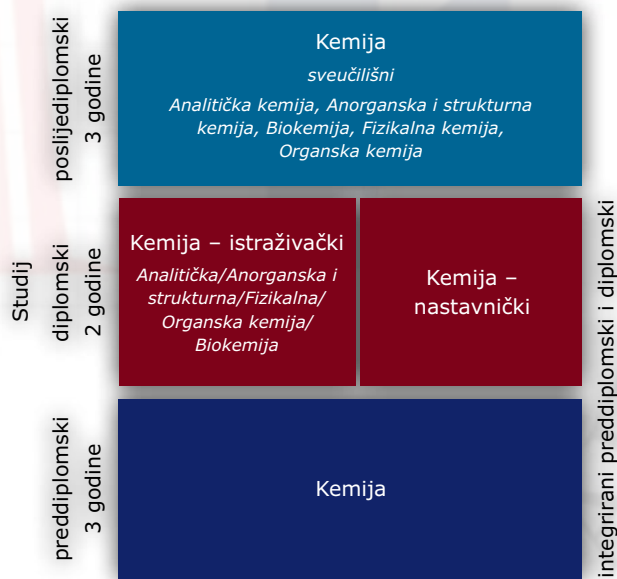 Studij
poslijediplomski
3 godine
Kemija
sveučilišni
Analitička kemija, Anorganska i strukturna
kemija, Biokemija, Fizikalna kemija,
Organska kemija
diplomski
2 godine
Kemija – istraživački
Analitička/Anorganska i
strukturna/Fizikalna/
Organska kemija/
Biokemija
Kemija –
nastavnički
preddiplomski
3 godine
Kemija
integrirani preddiplomski i diplomski